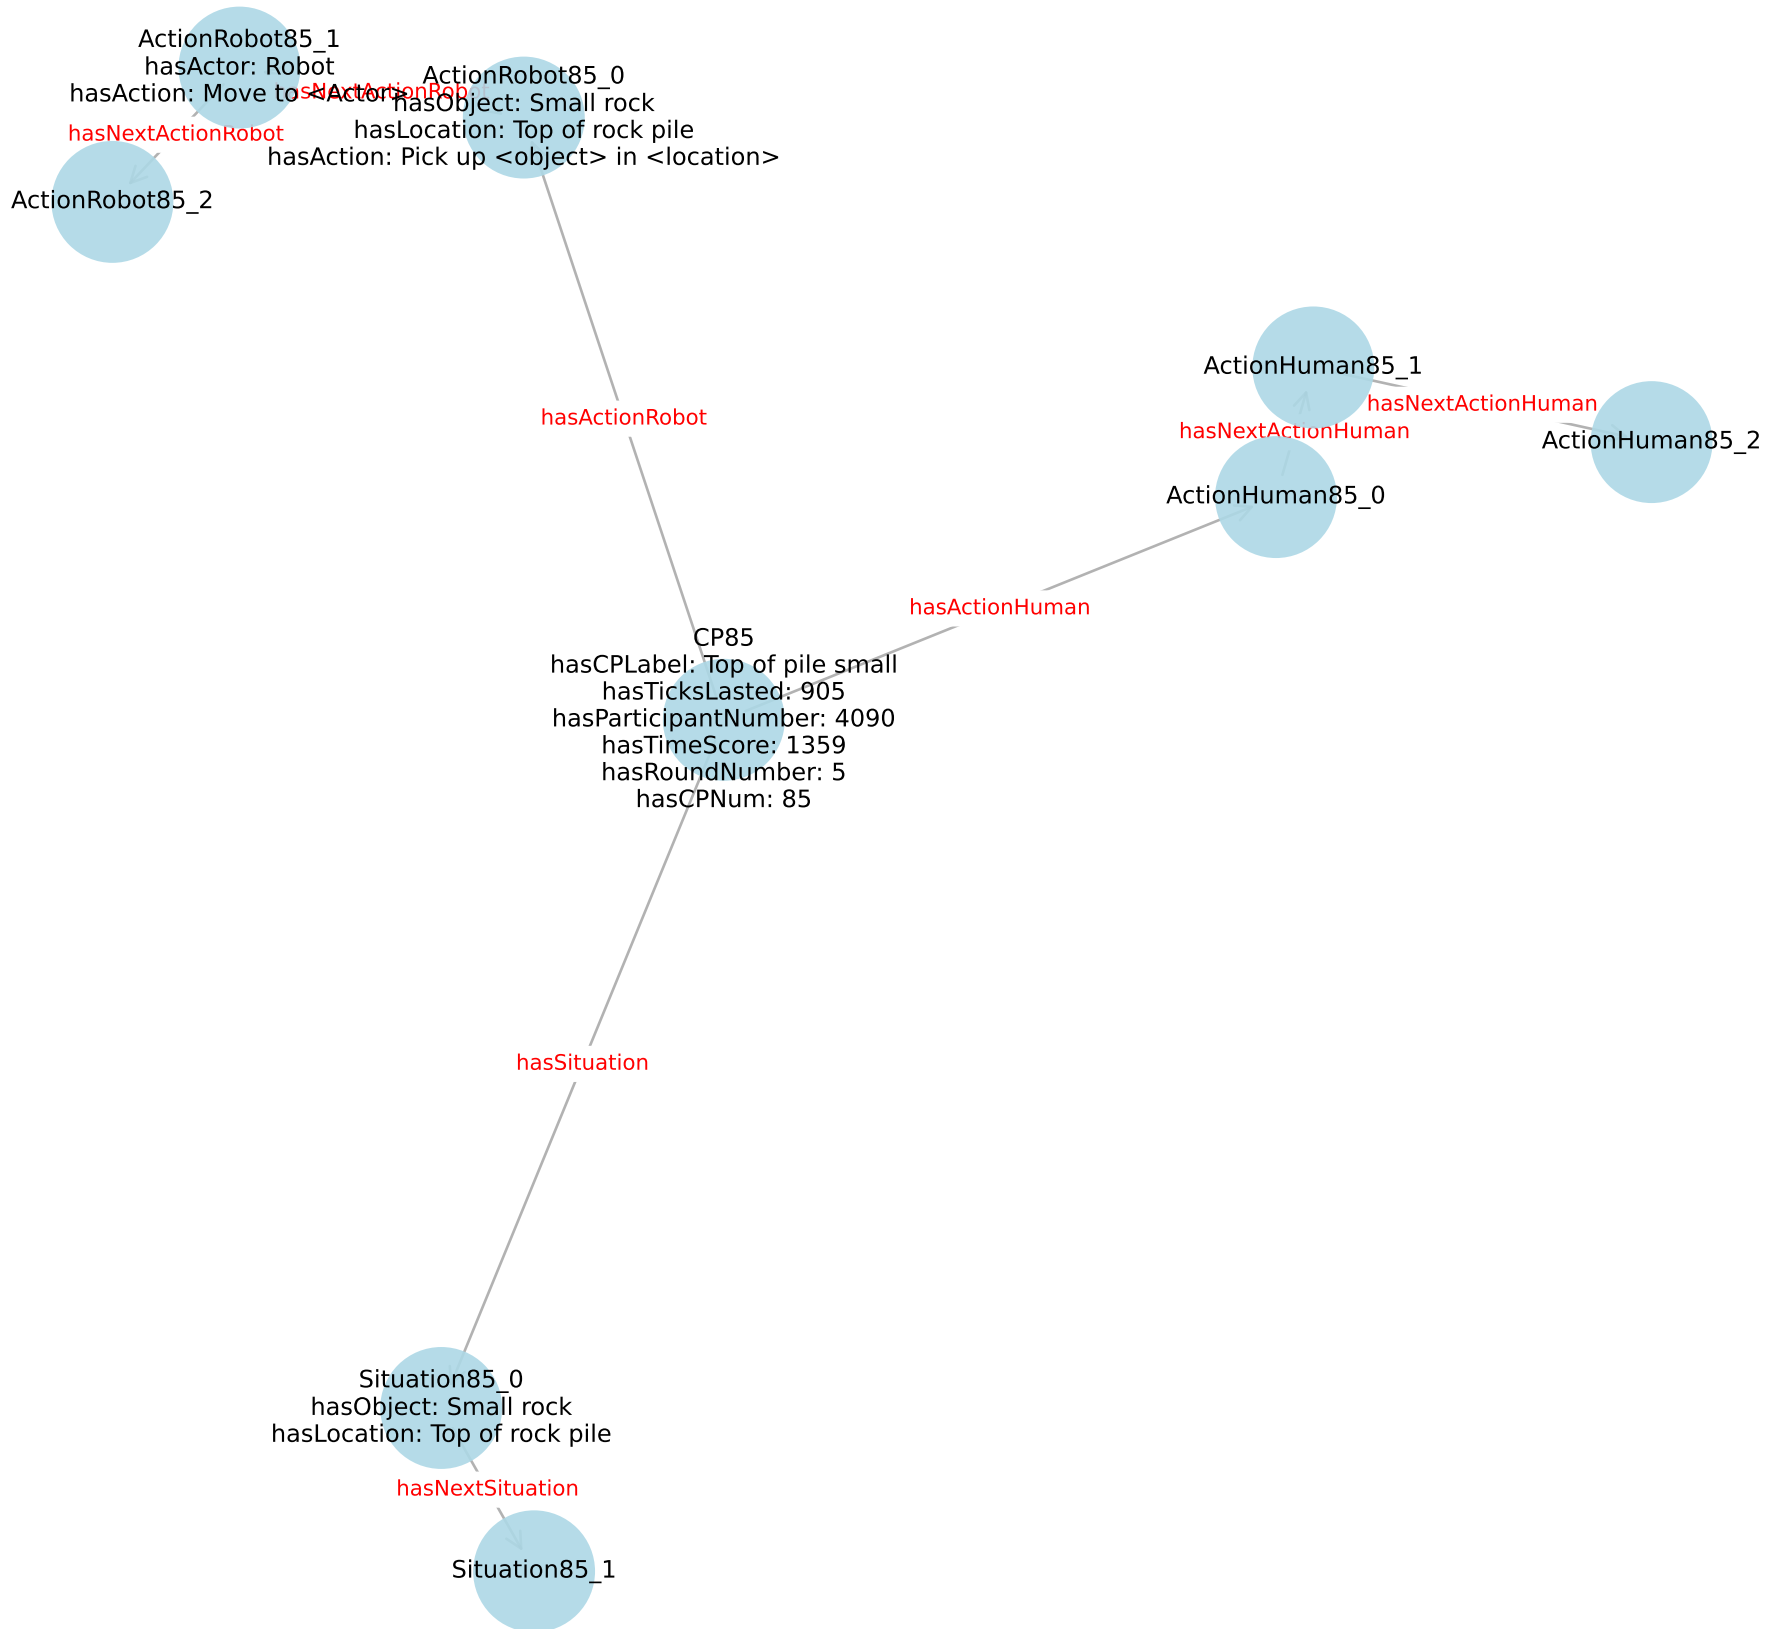 ActionRobot85_1
hasActor: Robot
hasAction: Move to <Actor>
hasNextActionRobot
ActionRobot85_0
hasObject: Small rock
hasLocation: Top of rock pile
hasAction: Pick up <object> in <location>
hasNextActionRobot
ActionRobot85_2
hasActionRobot
ActionHuman85_1
hasNextActionHuman
hasNextActionHuman
ActionHuman85_2
ActionHuman85_0
hasActionHuman
CP85
hasCPLabel: Top of pile small
hasTicksLasted: 905
hasParticipantNumber: 4090
hasTimeScore: 1359
hasRoundNumber: 5
hasCPNum: 85
hasSituation
Situation85_0
hasObject: Small rock
hasLocation: Top of rock pile
hasNextSituation
Situation85_1